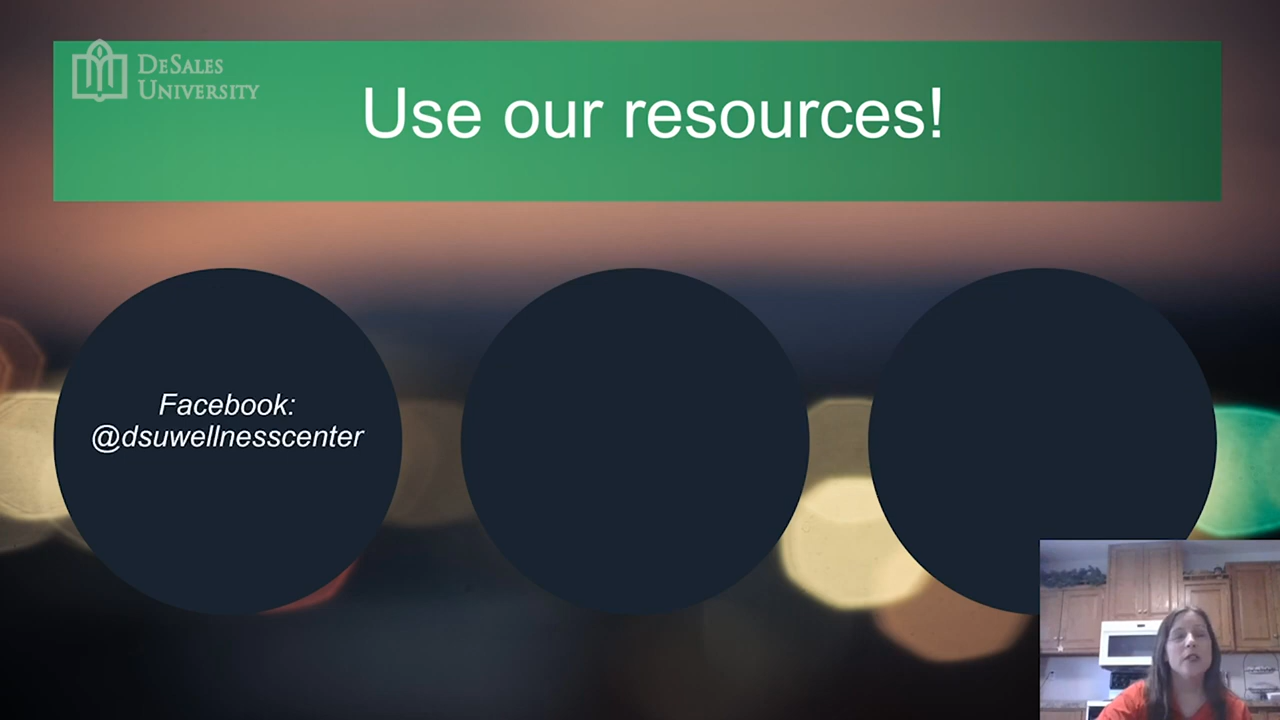 DeSales
University
Use our resources!
Facebook:
@dsuwellnesscenter